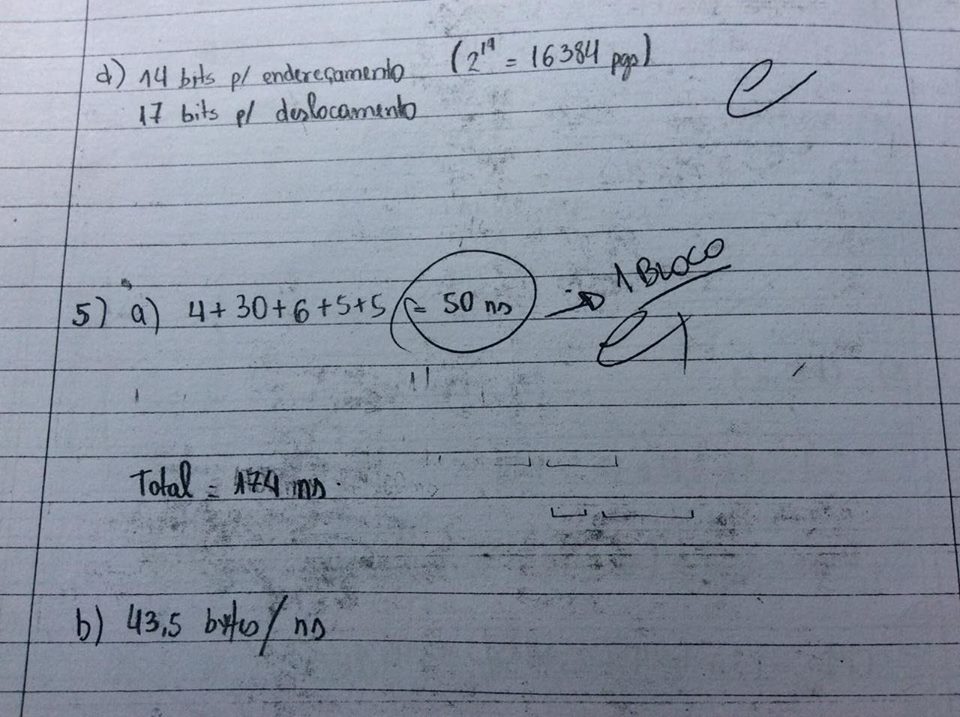 d) 14 bits p/ endereçamento (2^14 = 16384 pgs)
17 bits p/ deslocamento
5) a) 4+30+6+5+5 = 50 ns → 1 BLOCO
Total = 174 ns.
b) 43,5 bytes/ns